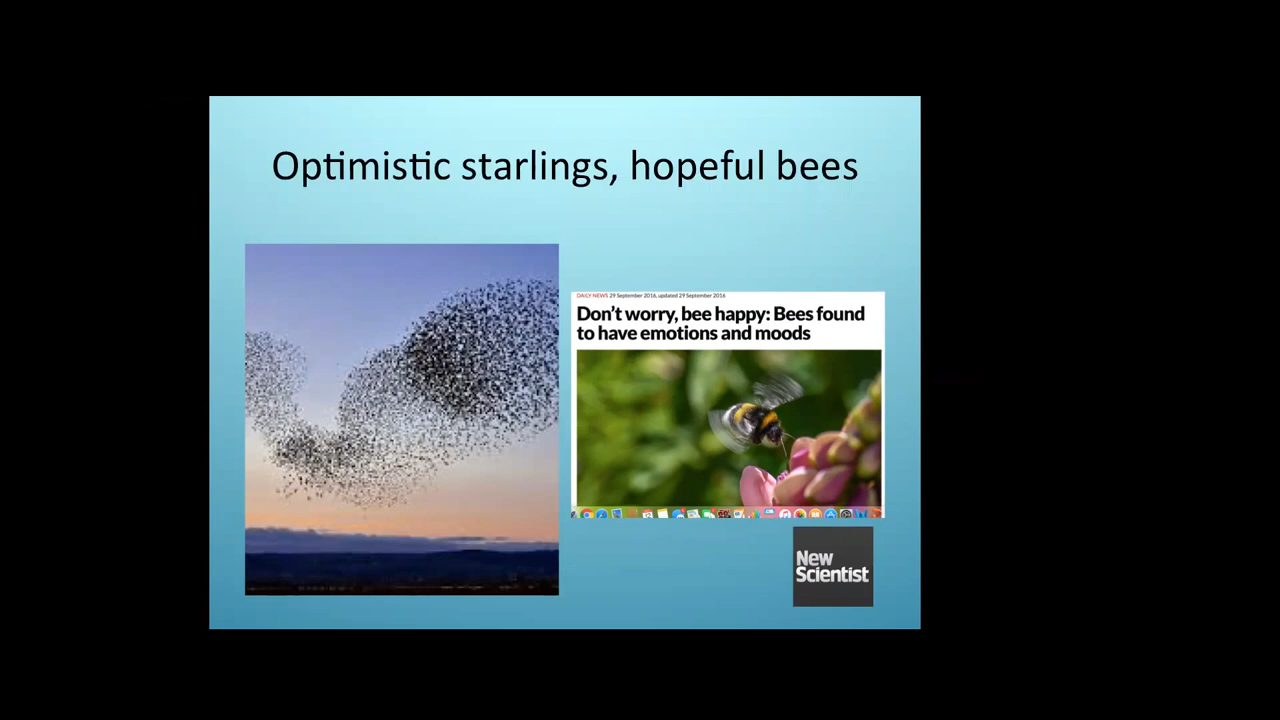 Optimistic starlings, hopeful bees
DAILY NEWS 29 September 2016, updated 29 September 2016
Don't worry, bee happy: Bees found
to have emotions and moods
New
Scientist